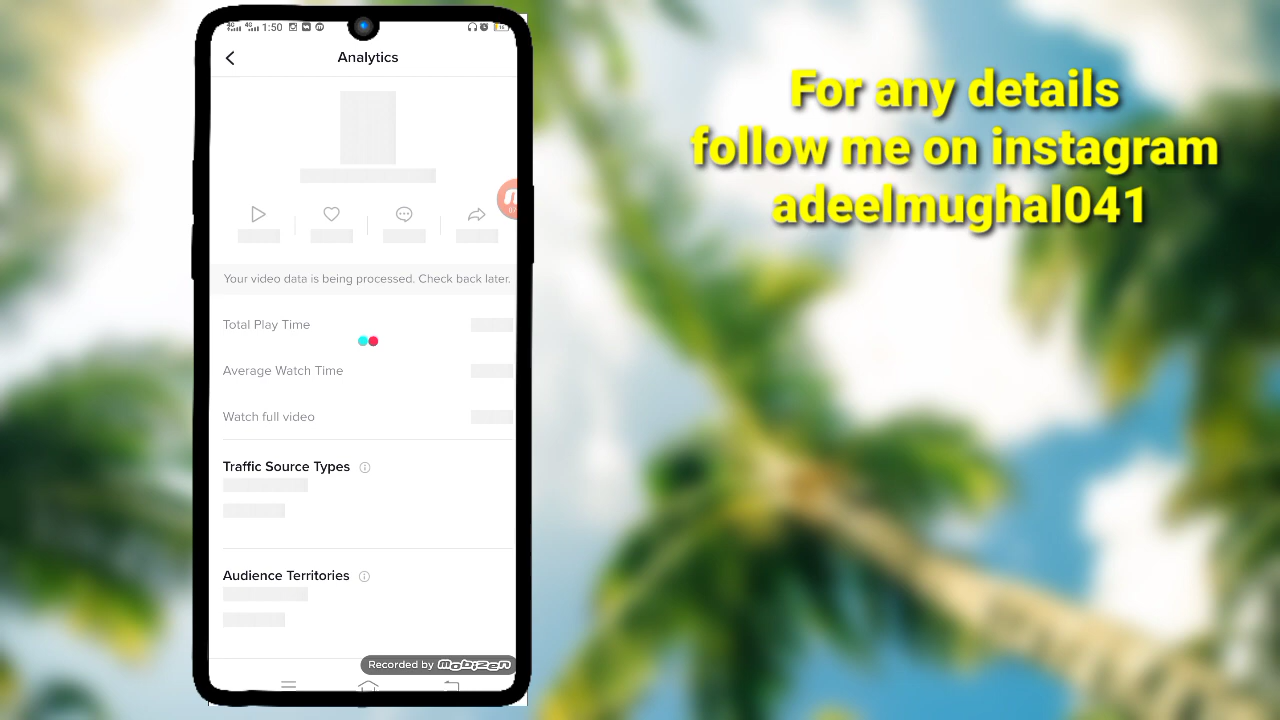 1:50
Analytics
Your video data is being processed. Check back later.
Total Play Time
Average Watch Time
Watch full video
Traffic Source Types
Audience Territories
Recorded by mobizen
For any details
follow me on instagram
adeelmughal041